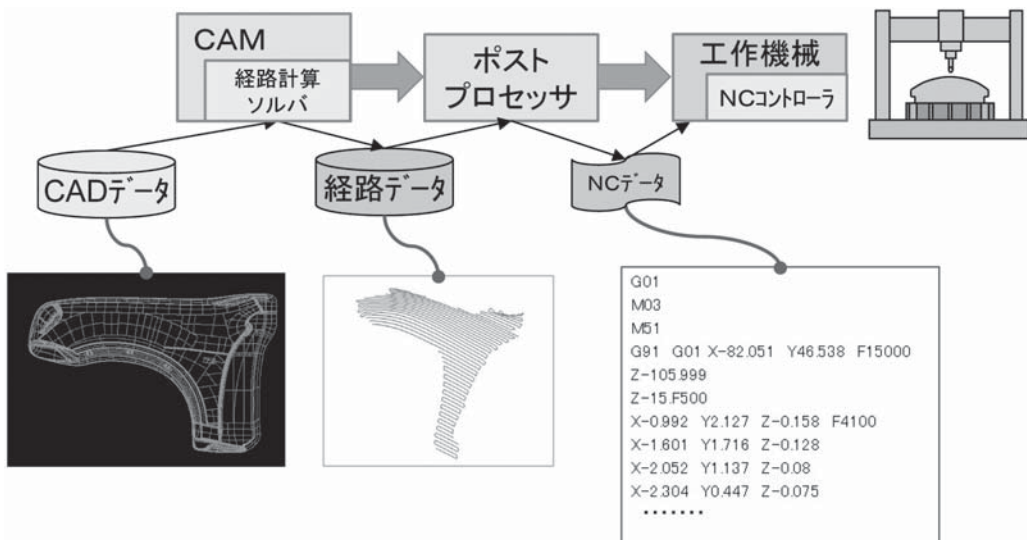 CAM
経路計算
ソルバ
ポスト
プロセッサ
工作機械
NCコントローラ
CADデータ
経路データ
NCデータ
G01
M03
M51
G91 G01 X-82.051 Y46.538 F15000
Z-105.999
Z-15.F500
X-0.992 Y2.127 Z-0.158 F4100
X-1.601 Y1.716 Z-0.128
X-2.052 Y1.137 Z-0.08
X-2.304 Y0.447 Z-0.075
・・・・・・・